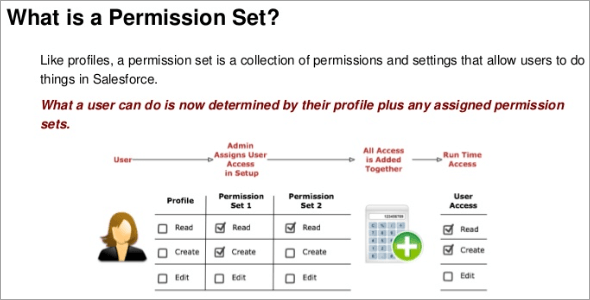 What is a Permission Set?
Like profiles, a permission set is a collection of permissions and settings that allow users to do
things in Salesforce.
What a user can do is now determined by their profile plus any assigned permission
sets.
User
Admin
Assigns User
Access
in Setup
All Access
is Added
Together
Run Time
Access
Profile
Read
Create
Edit
Permission
Set 1
Read
Create
Edit
Permission
Set 2
Read
Create
Edit
User
Access
Read
Create
Edit